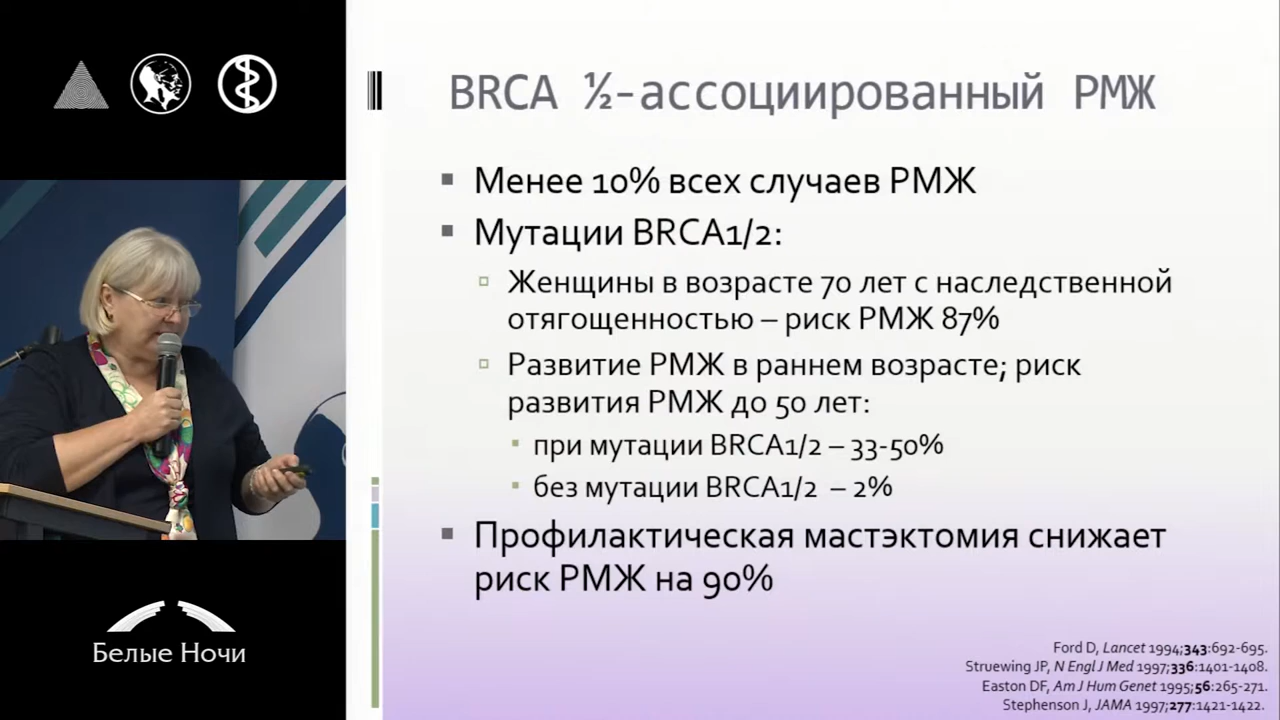 BRCA ½-ассоциированный РМЖ
▪ Менее 10% всех случаев РМЖ
▪ Мутации BRCA1/2:
▫ Женщины в возрасте 70 лет с наследственной
отягощенностью – риск РМЖ 87%
▫ Развитие РМЖ в раннем возрасте; риск
развития РМЖ до 50 лет:
▪ при мутации BRCA1/2 – 33-50%
▪ без мутации BRCA1/2 – 2%
▪ Профилактическая мастэктомия снижает
риск РМЖ на 90%
Ford D, Lancet 1994;343:692-695.
Struewing JP, N Engl J Med 1997;336:1401-1408.
Easton DF, Am J Hum Genet 1995;56:265-271.
Stephenson J, JAMA 1997;277:1421-1422.
Белые Ночи